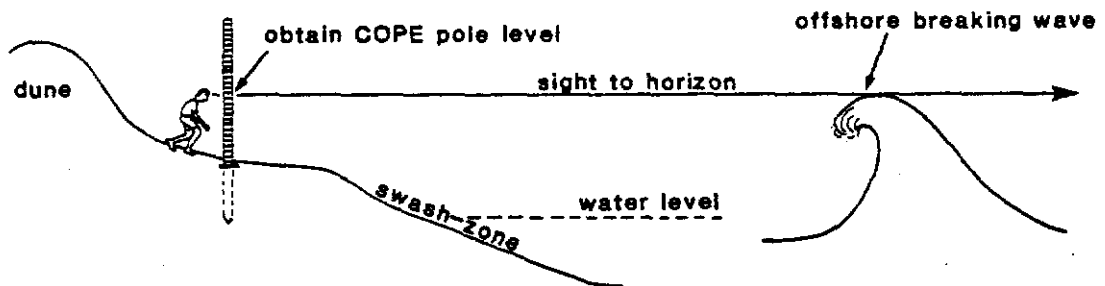 offshore breaking wave
obtain COPE pole level
dune
sight to horizon
swash-zone
water level